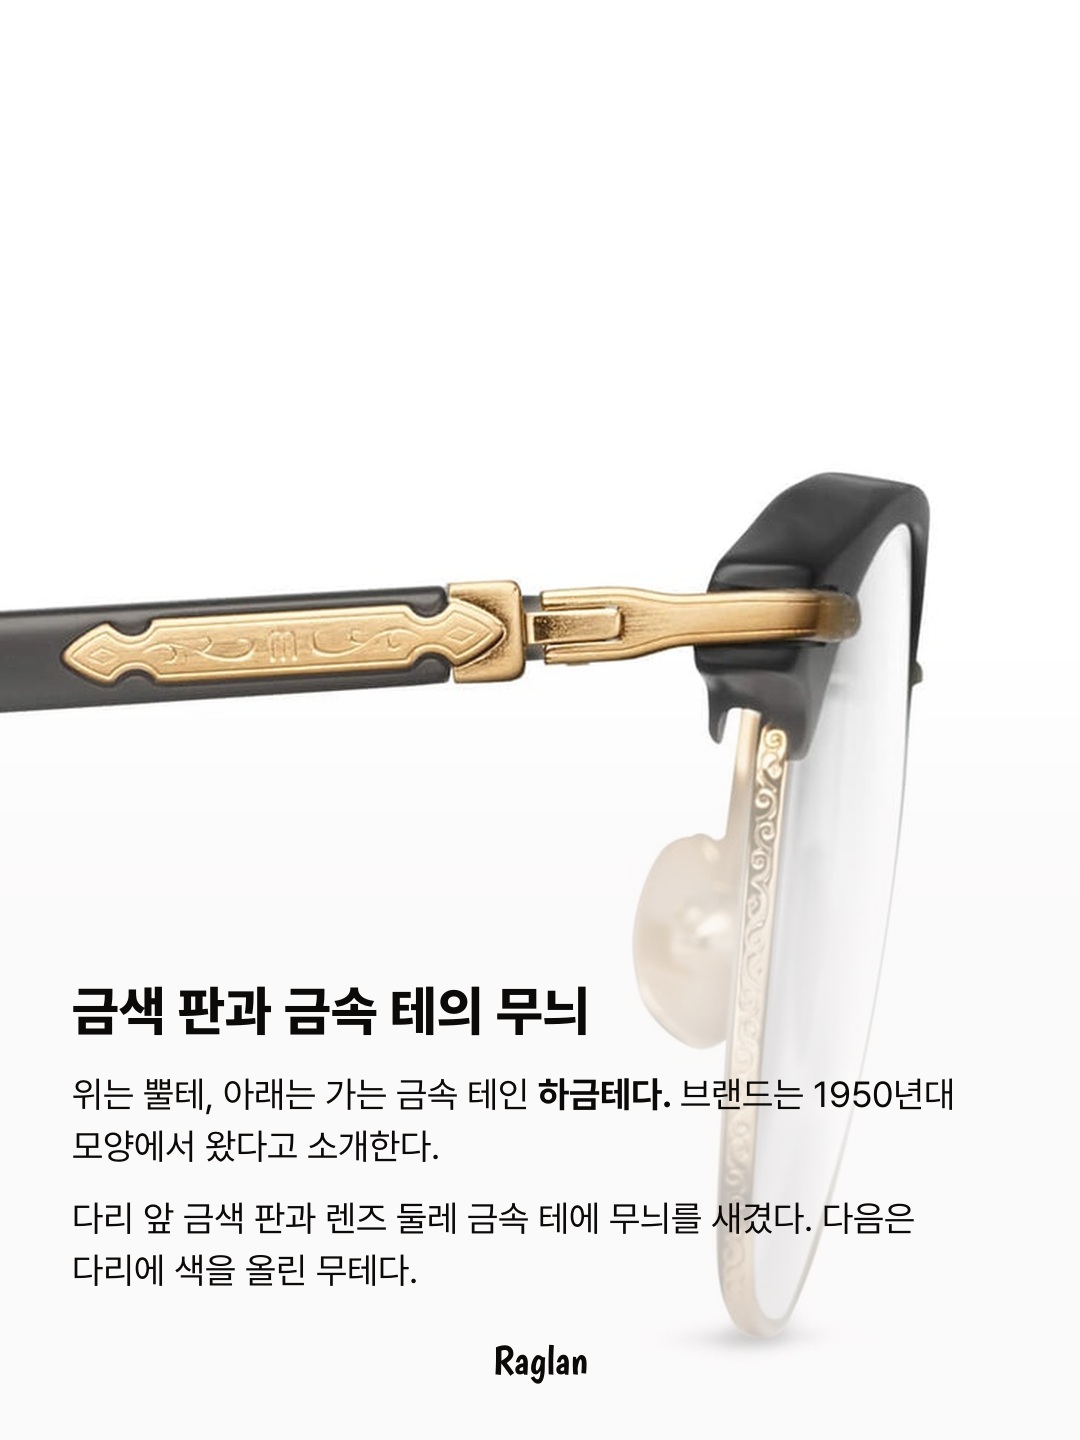 금색 판과 금속 테의 무늬
위는 뿔테, 아래는 가는 금속 테인 하금테다. 브랜드는 1950년대
모양에서 왔다고 소개한다.
다리 앞 금색 판과 렌즈 둘레 금속 테에 무늬를 새겼다. 다음은
다리에 색을 올린 무테다.
Raglan